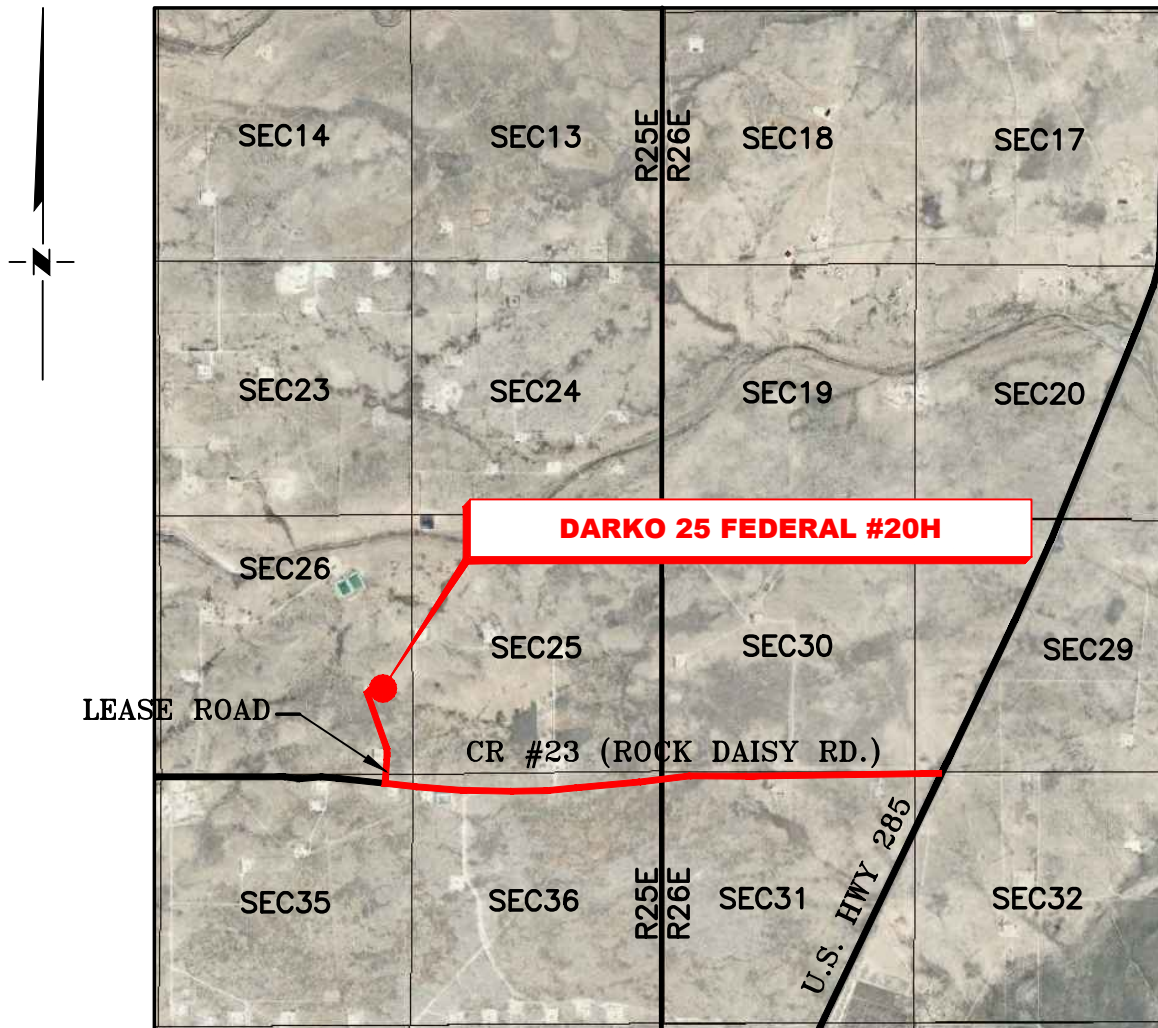 SEC14
SEC13
R25E
R26E
SEC18
SEC17
N
SEC23
SEC24
SEC19
SEC20
DARKO 25 FEDERAL #20H
SEC26
SEC25
SEC30
SEC29
LEASE ROAD
CR #23 (ROCK DAISY RD.)
U.S. HWY 285
SEC35
SEC36
R25E
R26E
SEC31
SEC32